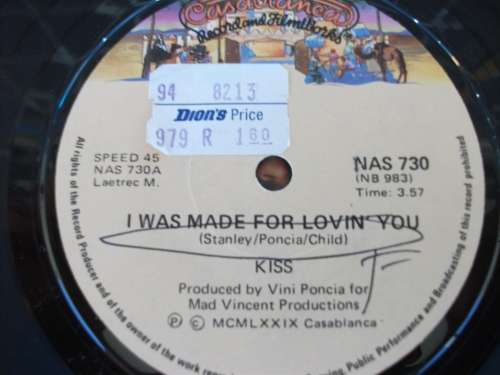 Casablanca
Record and FilmWorks
94 8213
DION'S Price
979 R 1.60
SPEED 45
NAS 730A
Laetrec M.
NAS 730
(NB 983)
Time: 3.57
I WAS MADE FOR LOVIN' YOU
(Stanley/Poncia/Child)
KISS
Produced by Vini Poncia for
Mad Vincent Productions
Ⓟ © MCMLXXIX Casablanca
All rights of the Record Producer and of the owner of the work
Public Performance and Broadcasting of this record prohibited